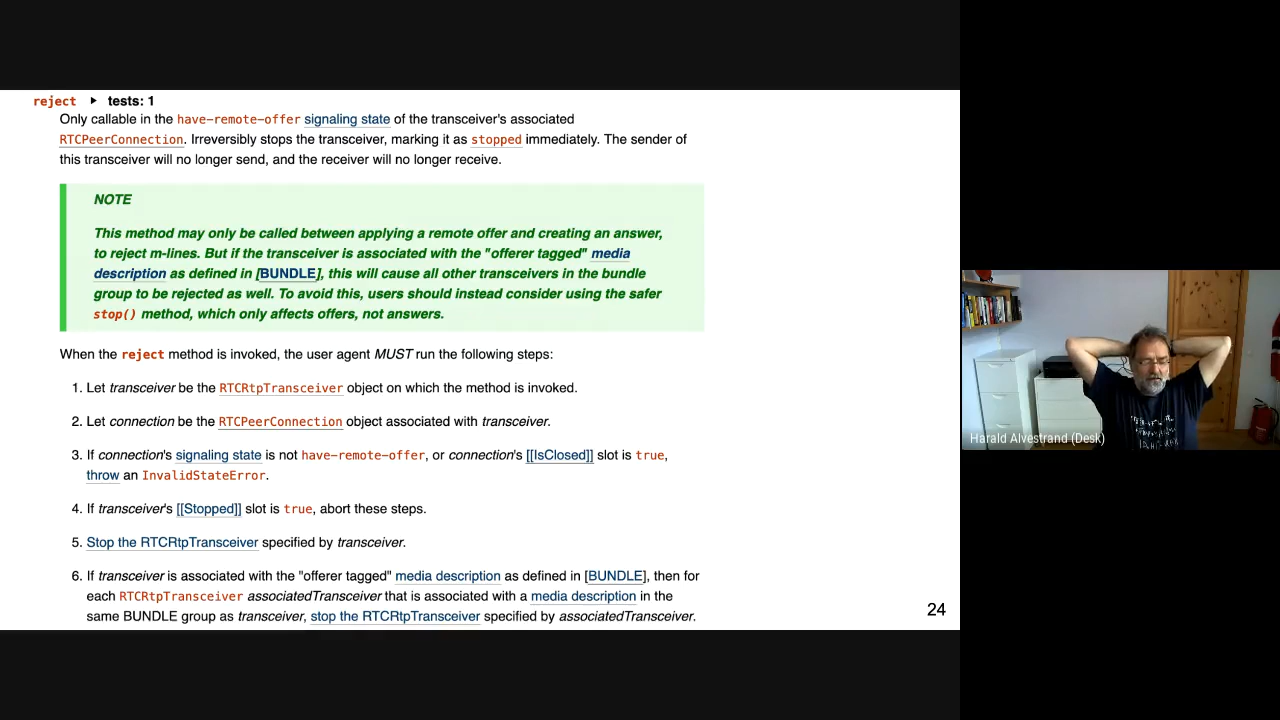 reject ▶ tests: 1
Only callable in the have-remote-offer signaling state of the transceiver's associated
RTCPeerConnection. Irreversibly stops the transceiver, marking it as stopped immediately. The sender of
this transceiver will no longer send, and the receiver will no longer receive.
NOTE
This method may only be called between applying a remote offer and creating an answer,
to reject m-lines. But if the transceiver is associated with the "offerer tagged" media
description as defined in [BUNDLE], this will cause all other transceivers in the bundle
group to be rejected as well. To avoid this, users should instead consider using the safer
stop() method, which only affects offers, not answers.
When the reject method is invoked, the user agent MUST run the following steps:
1. Let transceiver be the RTCRtpTransceiver object on which the method is invoked.
2. Let connection be the RTCPeerConnection object associated with transceiver.
3. If connection's signaling state is not have-remote-offer, or connection's [[IsClosed]] slot is true,
throw an InvalidStateError.
4. If transceiver's [[Stopped]] slot is true, abort these steps.
5. Stop the RTCRtpTransceiver specified by transceiver.
6. If transceiver is associated with the "offerer tagged" media description as defined in [BUNDLE], then for
each RTCRtpTransceiver associatedTransceiver that is associated with a media description in the
same BUNDLE group as transceiver, stop the RTCRtpTransceiver specified by associatedTransceiver.
24
Harald Alvestrand (Desk)